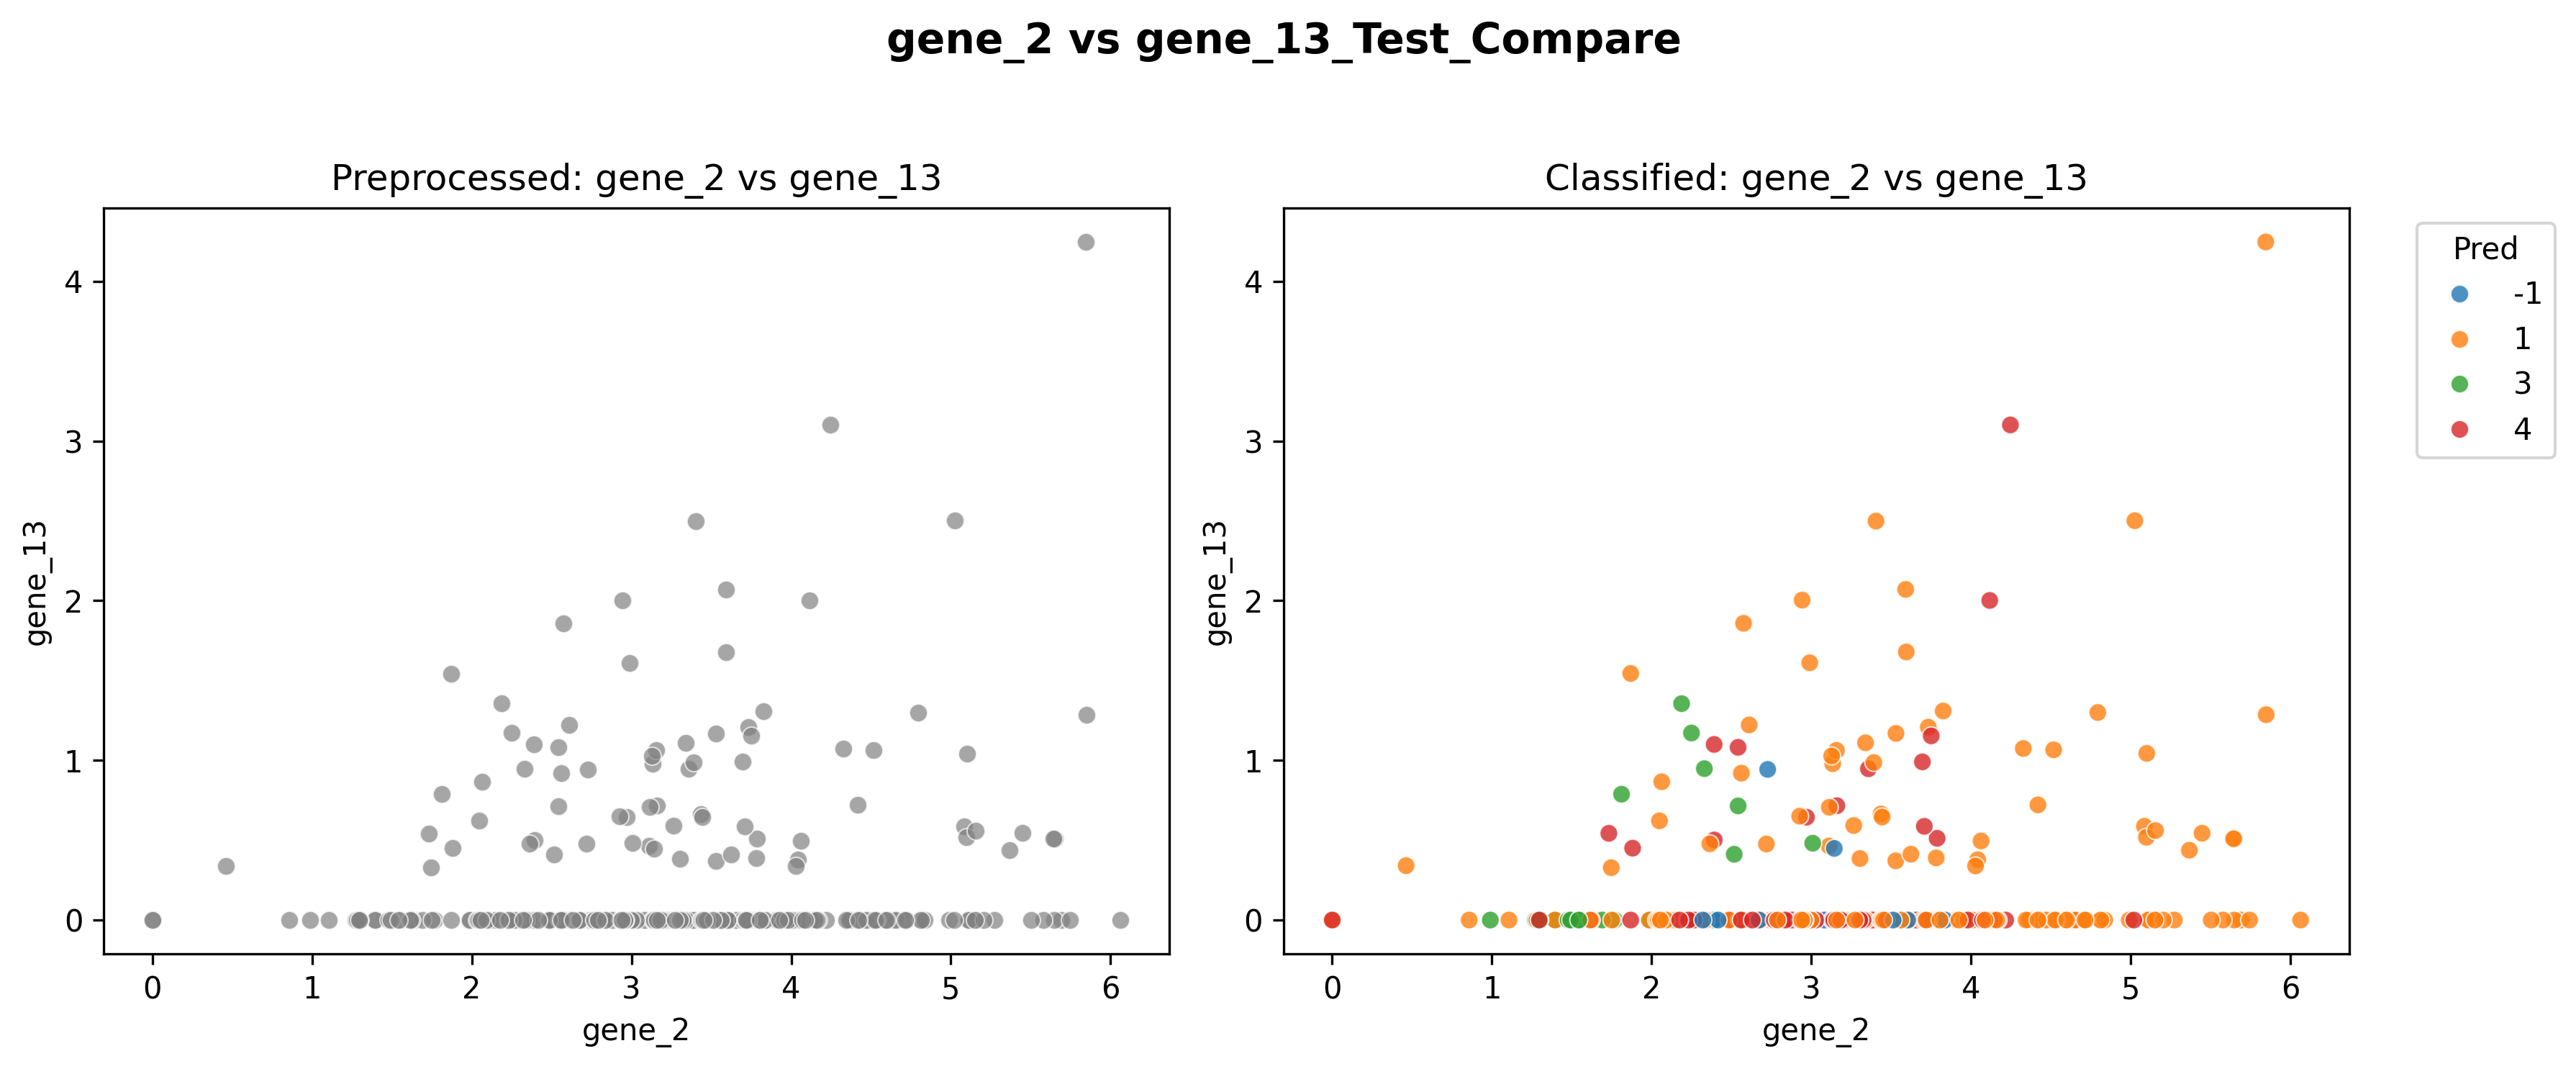 gene_2 vs gene_13_Test_Compare
Preprocessed: gene_2 vs gene_13
gene_13
4
3
2
1
0
0 1 2 3 4 5 6
gene_2
Classified: gene_2 vs gene_13
gene_13
4
3
2
1
0
0 1 2 3 4 5 6
gene_2
Pred
-1
1
3
4